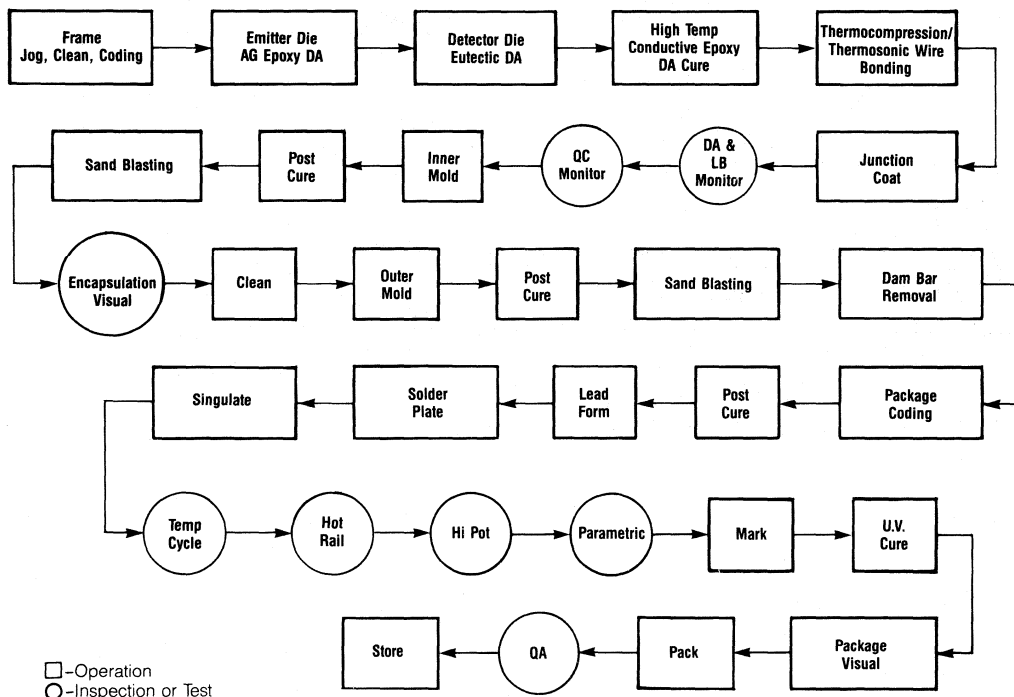 Frame
Jog, Clean, Coding
Emitter Die
AG Epoxy DA
Detector Die
Eutectic DA
High Temp
Conductive Epoxy
DA Cure
Thermocompression/
Thermosonic Wire
Bonding
Junction
Coat
DA &
LB
Monitor
QC
Monitor
Inner
Mold
Post
Cure
Sand Blasting
Encapsulation
Visual
Clean
Outer
Mold
Post
Cure
Sand Blasting
Dam Bar
Removal
Package
Coding
Post
Cure
Lead
Form
Solder
Plate
Singulate
Temp
Cycle
Hot
Rail
Hi Pot
Parametric
Mark
U.V.
Cure
Package
Visual
Pack
QA
Store
-Operation
-Inspection or Test